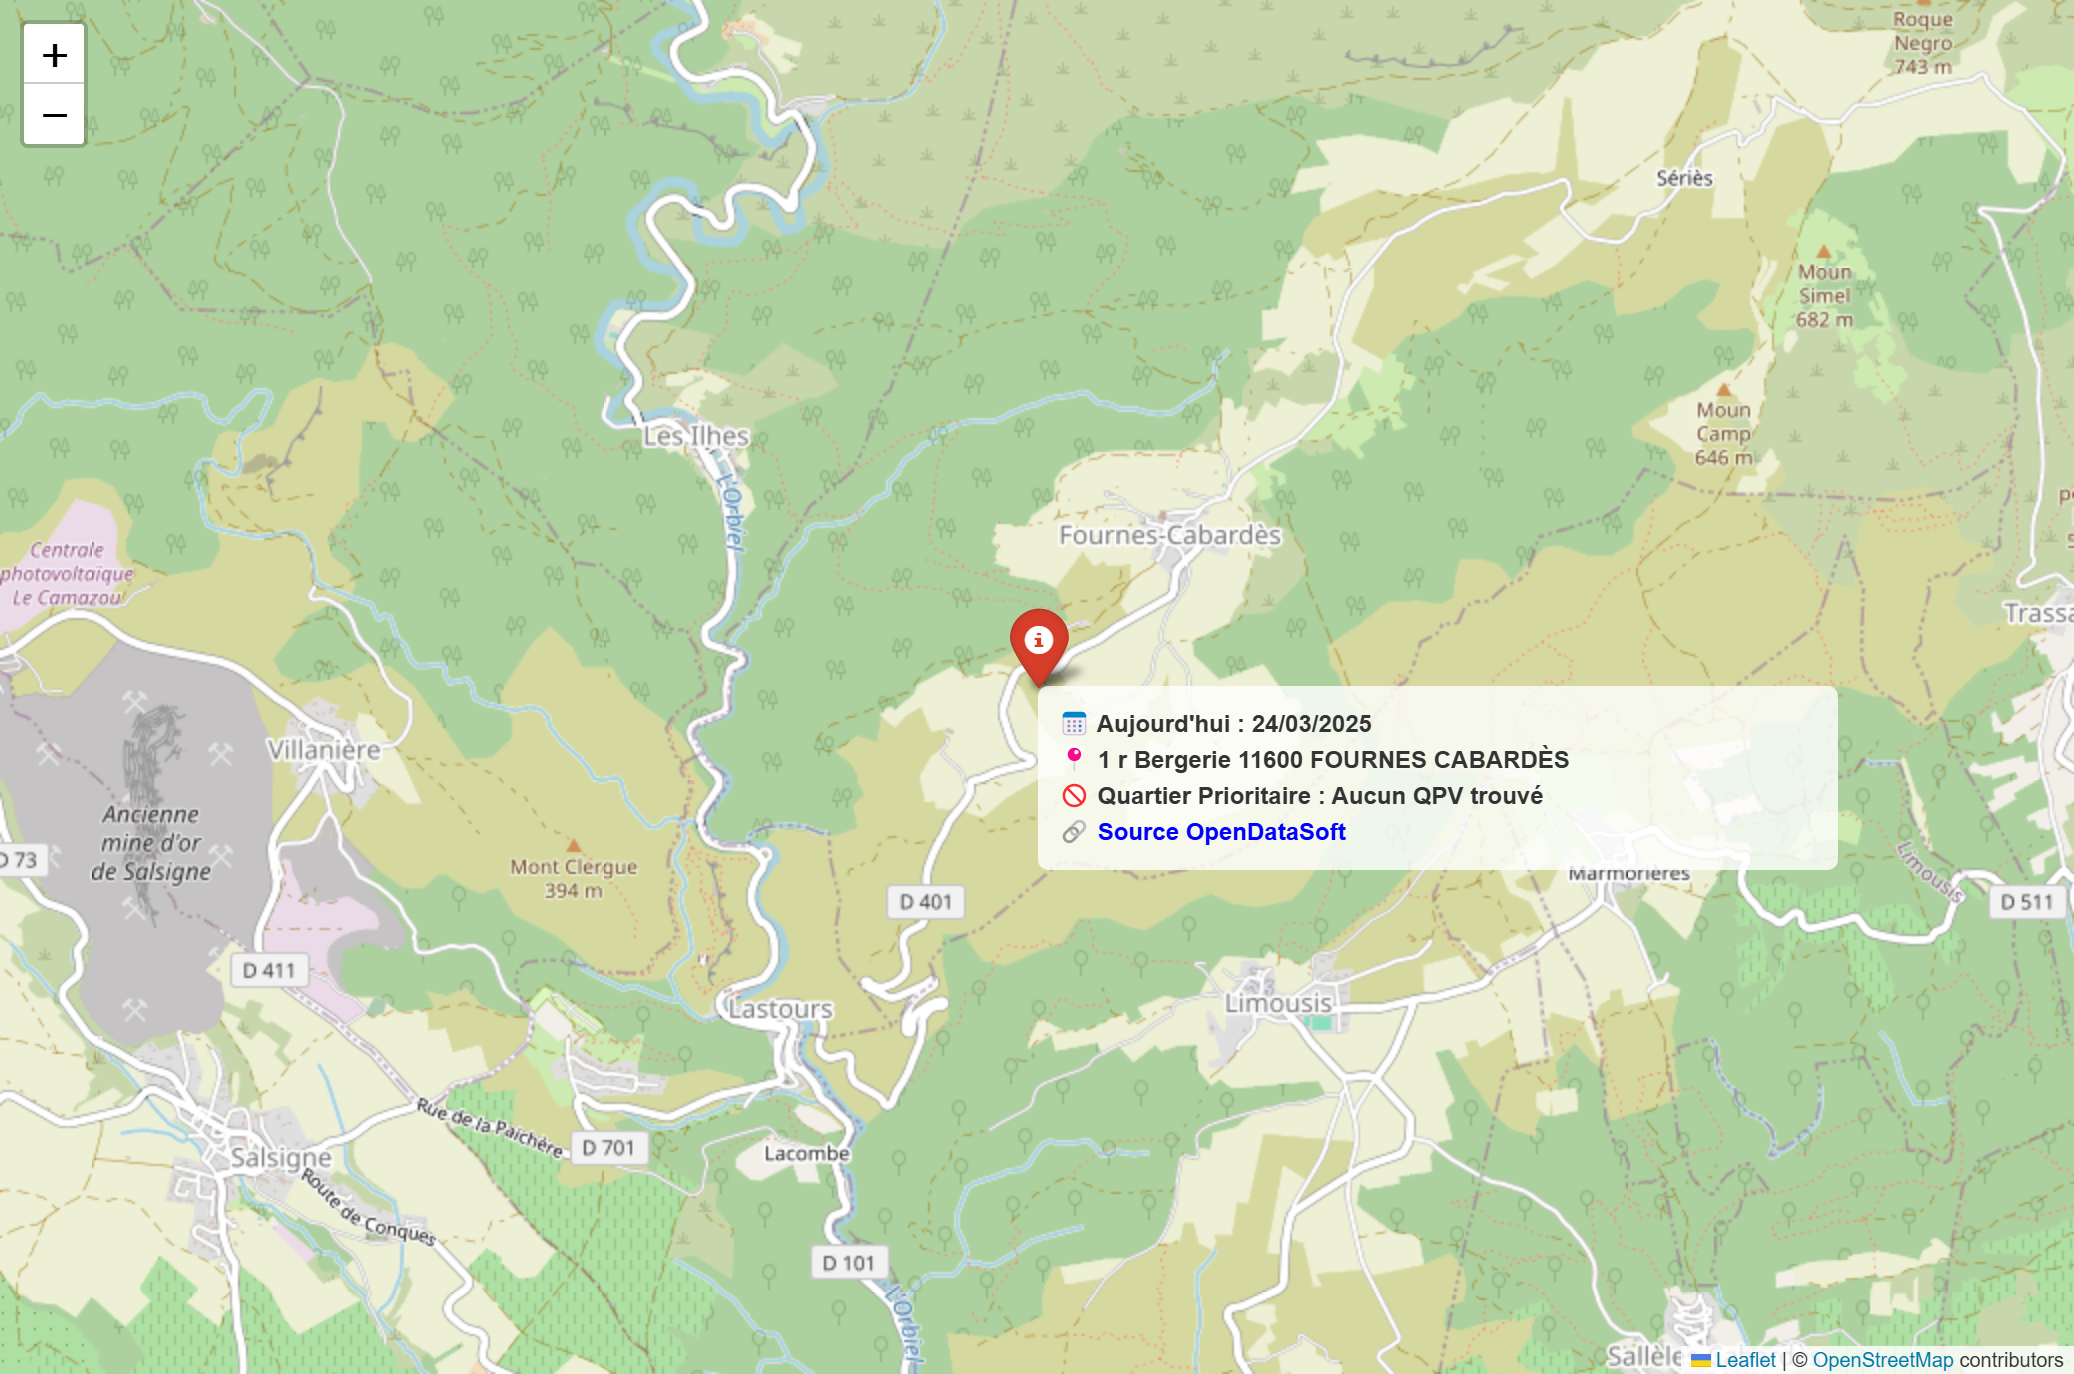 +
−
Roque
Negro
743 m
Sériès
Moun
Simel
682 m
Moun
Camp
646 m
Les Ilhes
L'Orbiel
Fournes-Cabardès
Centrale
photovoltaïque
Le Camazou
Villanière
Ancienne
mine d'or
de Salsigne
D 73
Mont Clergue
394 m
D 401
Aujourd'hui : 24/03/2025
1 r Bergerie 11600 FOURNES CABARDÈS
Quartier Prioritaire : Aucun QPV trouvé
Source OpenDataSoft
Marmorières
Limousis
D 511
D 411
Lastours
Limousis
Rue de la Paichère
D 701
Lacombe
Salsigne
Route de Conques
D 101
L'Orbiel
Leaflet | © OpenStreetMap contributors